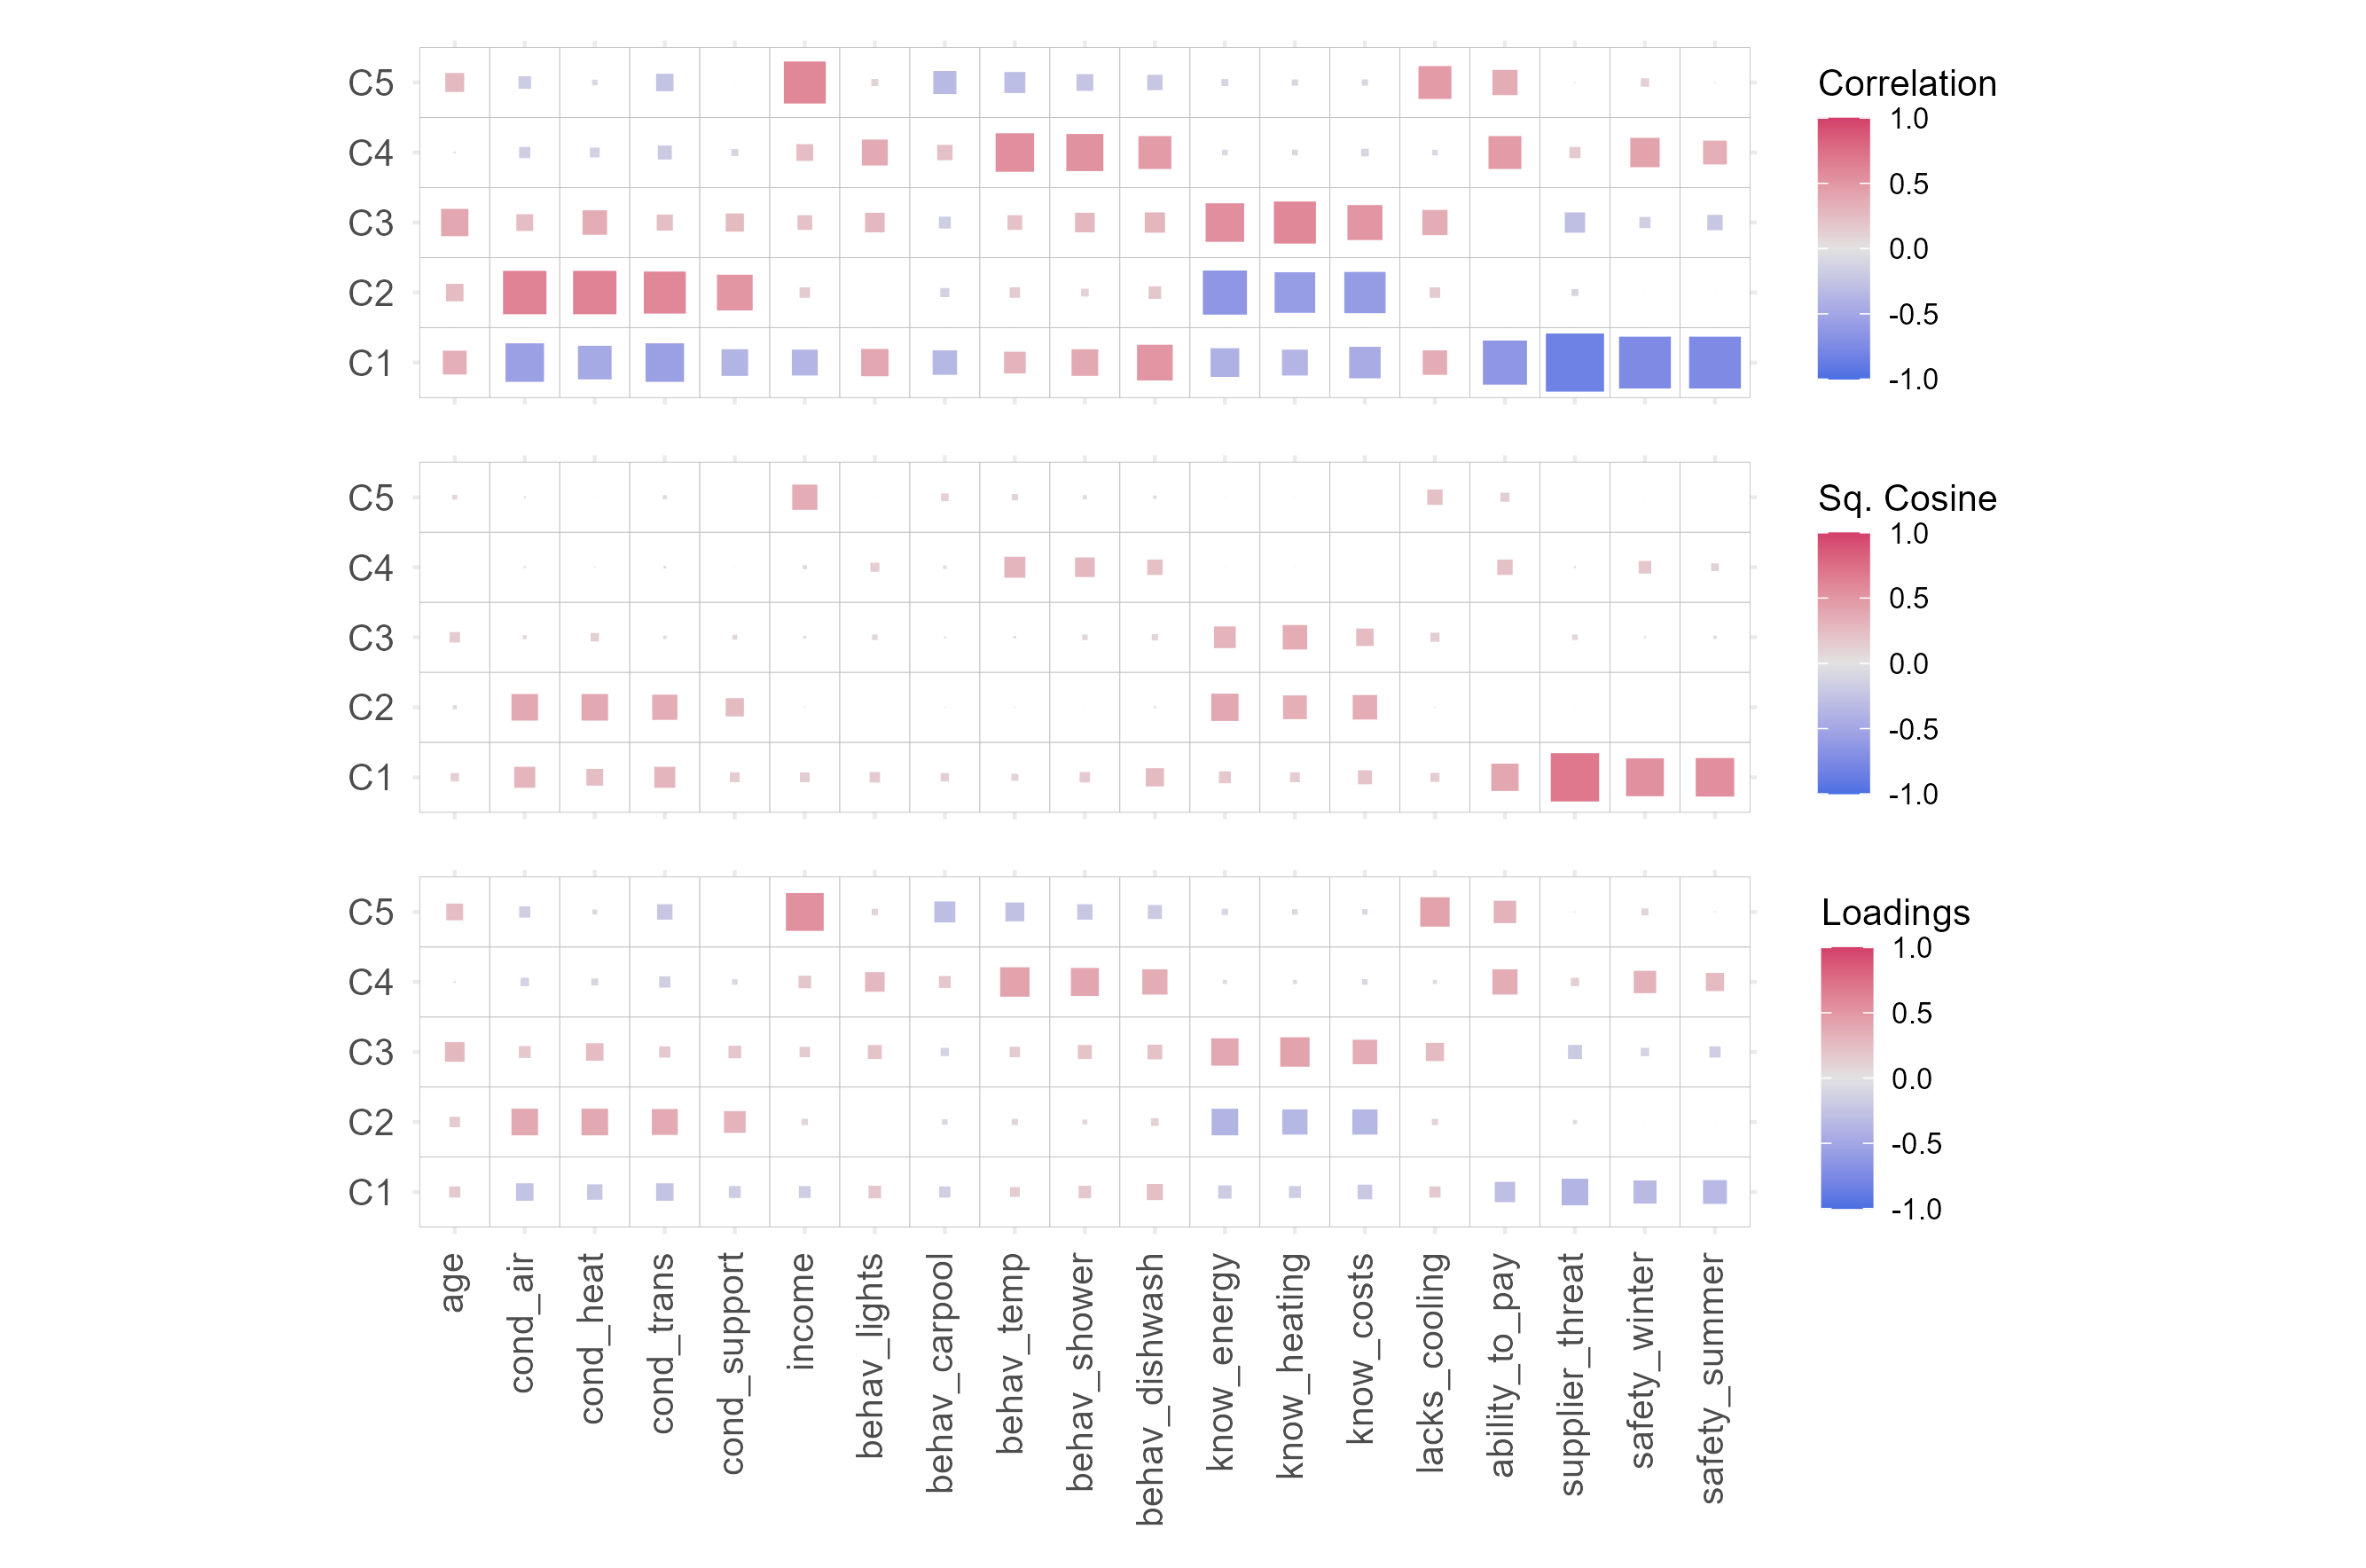 C5
C4
C3
C2
C1
Correlation
1.0
0.5
0.0
-0.5
-1.0
C5
C4
C3
C2
C1
Sq. Cosine
1.0
0.5
0.0
-0.5
-1.0
C5
C4
C3
C2
C1
Loadings
1.0
0.5
0.0
-0.5
-1.0
age
cond_air
cond_heat
cond_trans
cond_support
income
behav_lights
behav_carpool
behav_temp
behav_shower
behav_dishwash
know_energy
know_heating
know_costs
lacks_cooling
ability_to_pay
supplier_threat
safety_winter
safety_summer